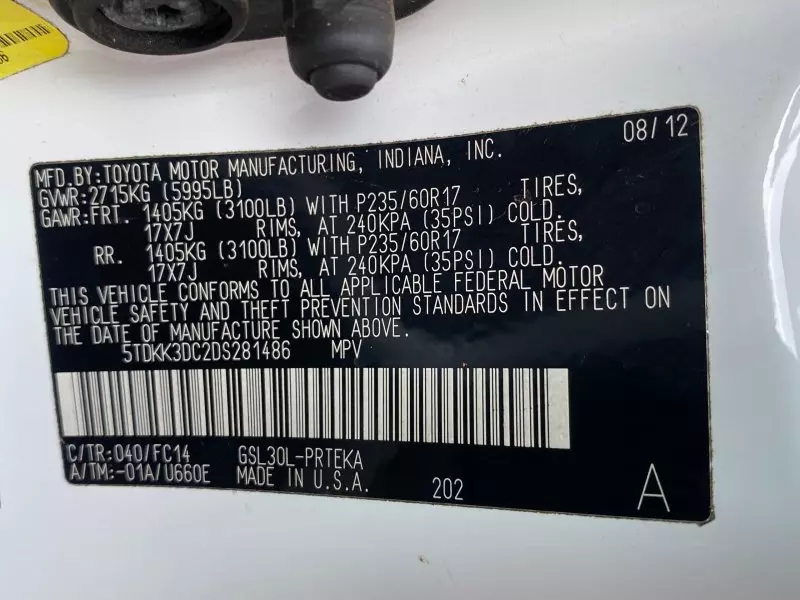 08/12
MFD.BY:TOYOTA MOTOR MANUFACTURING, INDIANA, INC.
GVWR:2715KG (5995LB)
GAWR:FRT. 1405KG (3100LB) WITH P235/60R17 TIRES,
17X7J RIMS, AT 240KPA (35PSI) COLD.
RR. 1405KG (3100LB) WITH P235/60R17 TIRES,
17X7J RIMS, AT 240KPA (35PSI) COLD.
THIS VEHICLE CONFORMS TO ALL APPLICABLE FEDERAL MOTOR
VEHICLE SAFETY AND THEFT PREVENTION STANDARDS IN EFFECT ON
THE DATE OF MANUFACTURE SHOWN ABOVE.
5TDKK3DC2DS281486 MPV
C/TR:040/FC14 GSL30L-PRTEKA
A/TM:-01A/U660E MADE IN U.S.A. 202 A